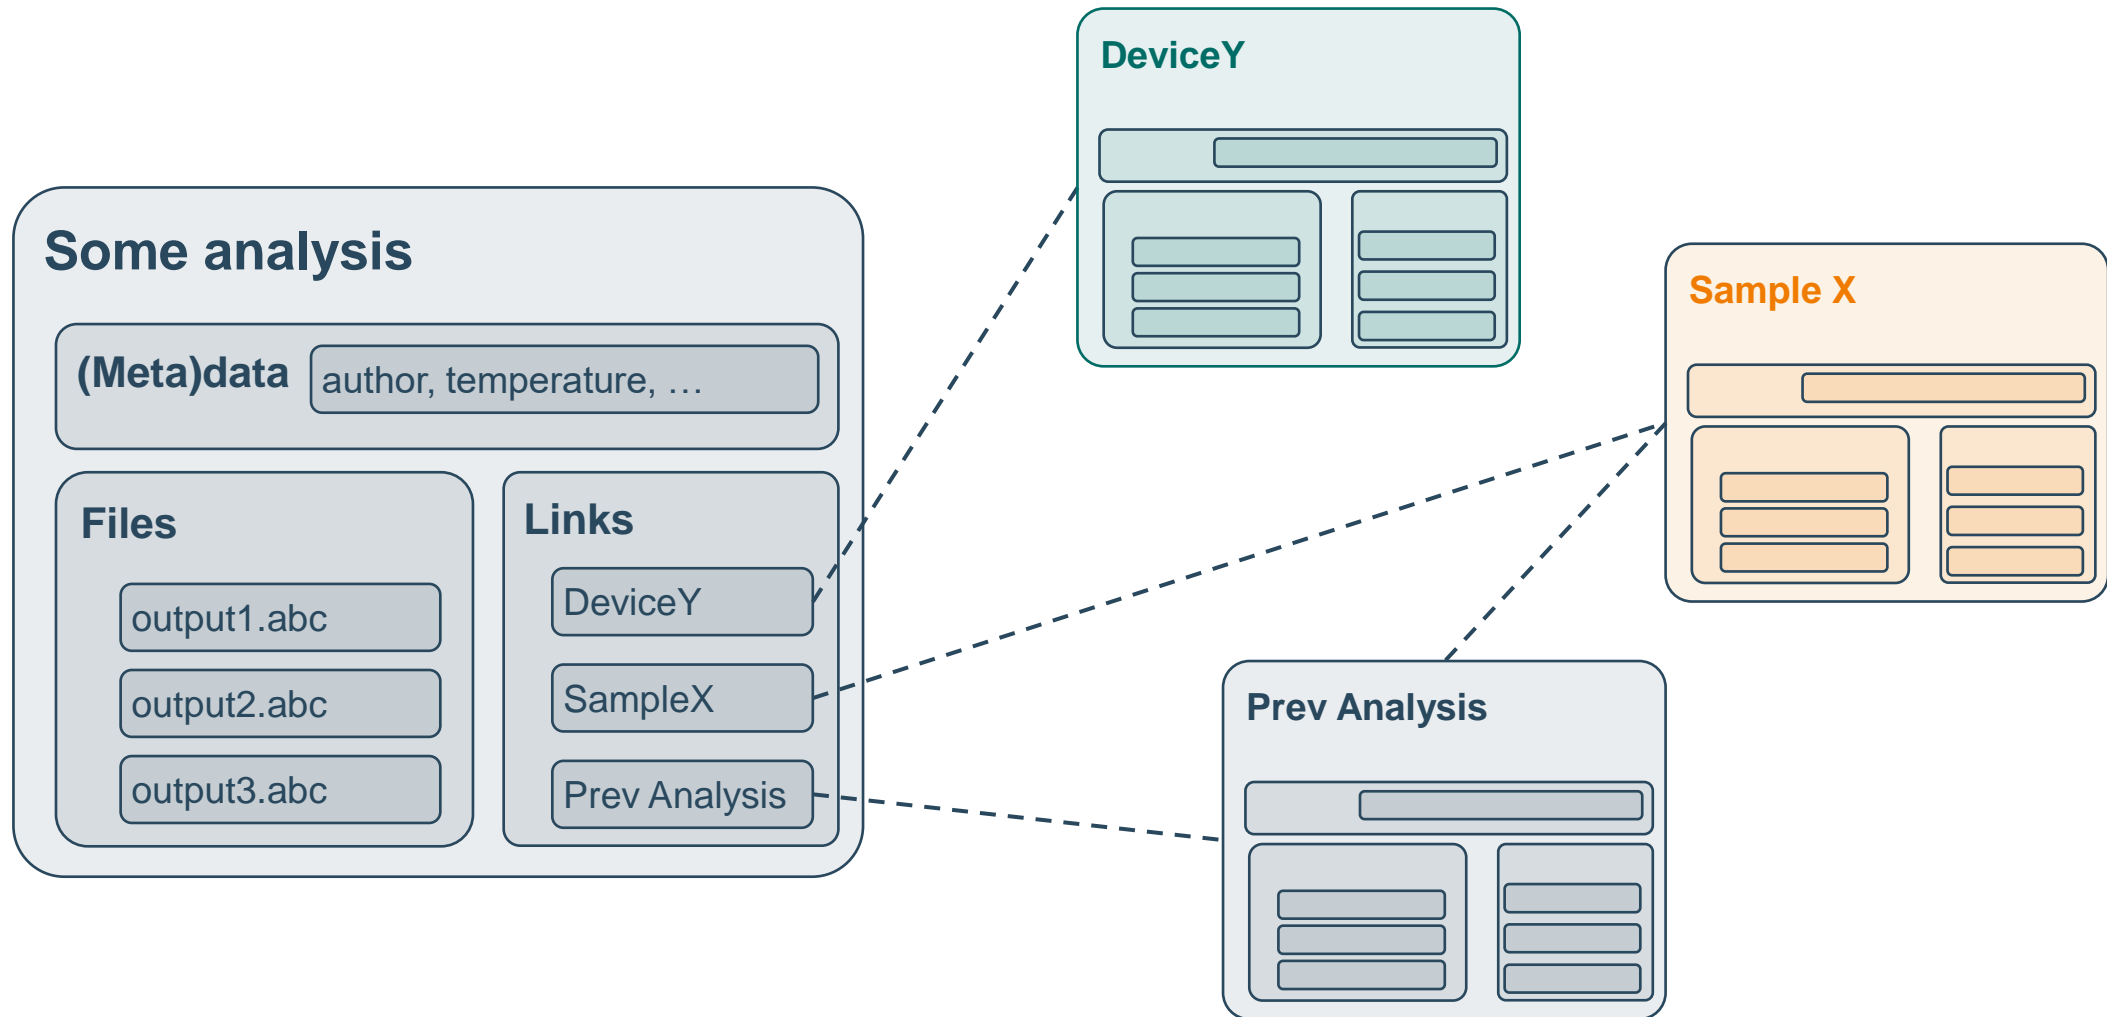 Some analysis
(Meta)data
author, temperature, …
Files
output1.abc
output2.abc
output3.abc
Links
DeviceY
SampleX
Prev Analysis
DeviceY
Sample X
Prev Analysis